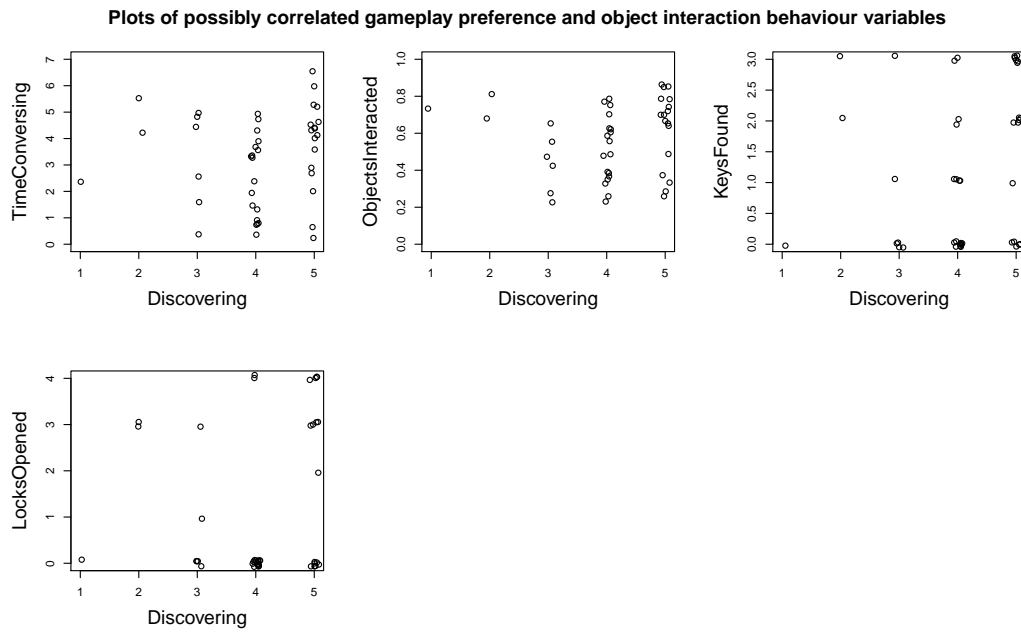 Plots of possibly correlated gameplay preference and object interaction behaviour variables
TimeConversing
0 1 2 3 4 5 6 7
1 2 3 4 5
Discovering
ObjectsInteracted
0.0 0.2 0.4 0.6 0.8 1.0
1 2 3 4 5
Discovering
KeysFound
0.0 0.5 1.0 1.5 2.0 2.5 3.0
1 2 3 4 5
Discovering
LocksOpened
0 1 2 3 4
1 2 3 4 5
Discovering